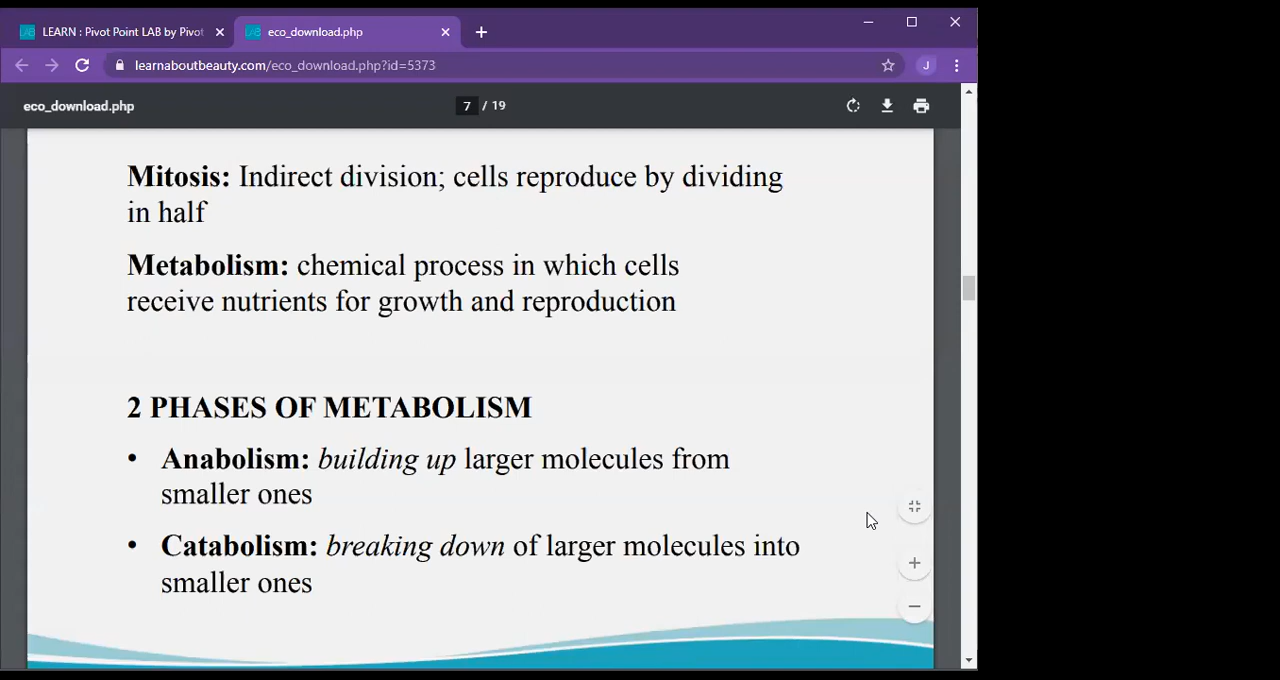 LEARN : Pivot Point LAB by Pivot
eco_download.php
learnaboutbeauty.com/eco_download.php?id=5373
J
eco_download.php
7 / 19
Mitosis: Indirect division; cells reproduce by dividing
in half
Metabolism: chemical process in which cells
receive nutrients for growth and reproduction
2 PHASES OF METABOLISM
• Anabolism: building up larger molecules from
smaller ones
• Catabolism: breaking down of larger molecules into
smaller ones